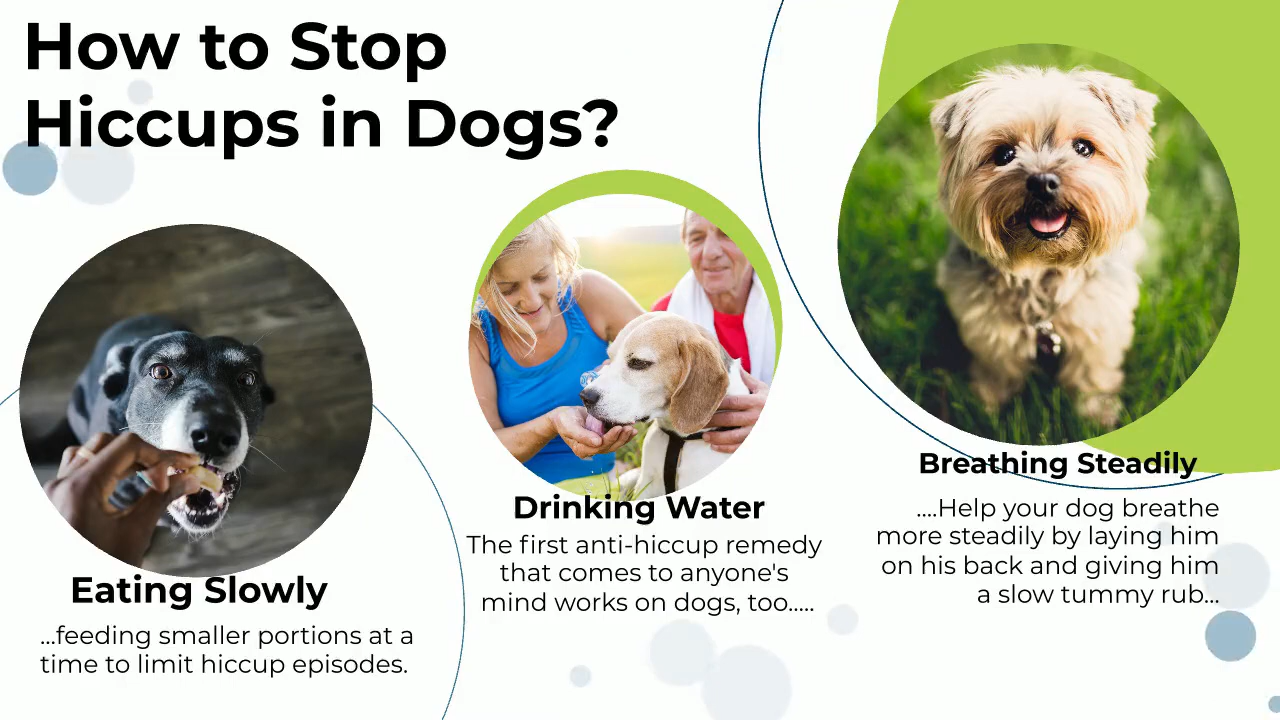 How to Stop
Hiccups in Dogs?
Eating Slowly
...feeding smaller portions at a
time to limit hiccup episodes.
Drinking Water
The first anti-hiccup remedy
that comes to anyone's
mind works on dogs, too.....
Breathing Steadily
....Help your dog breathe
more steadily by laying him
on his back and giving him
a slow tummy rub...